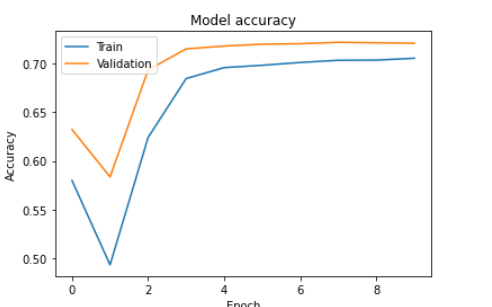 Model accuracy
Train
Validation
0.70
0.65
0.60
0.55
0.50
Accuracy
0 2 4 6 8
Epoch